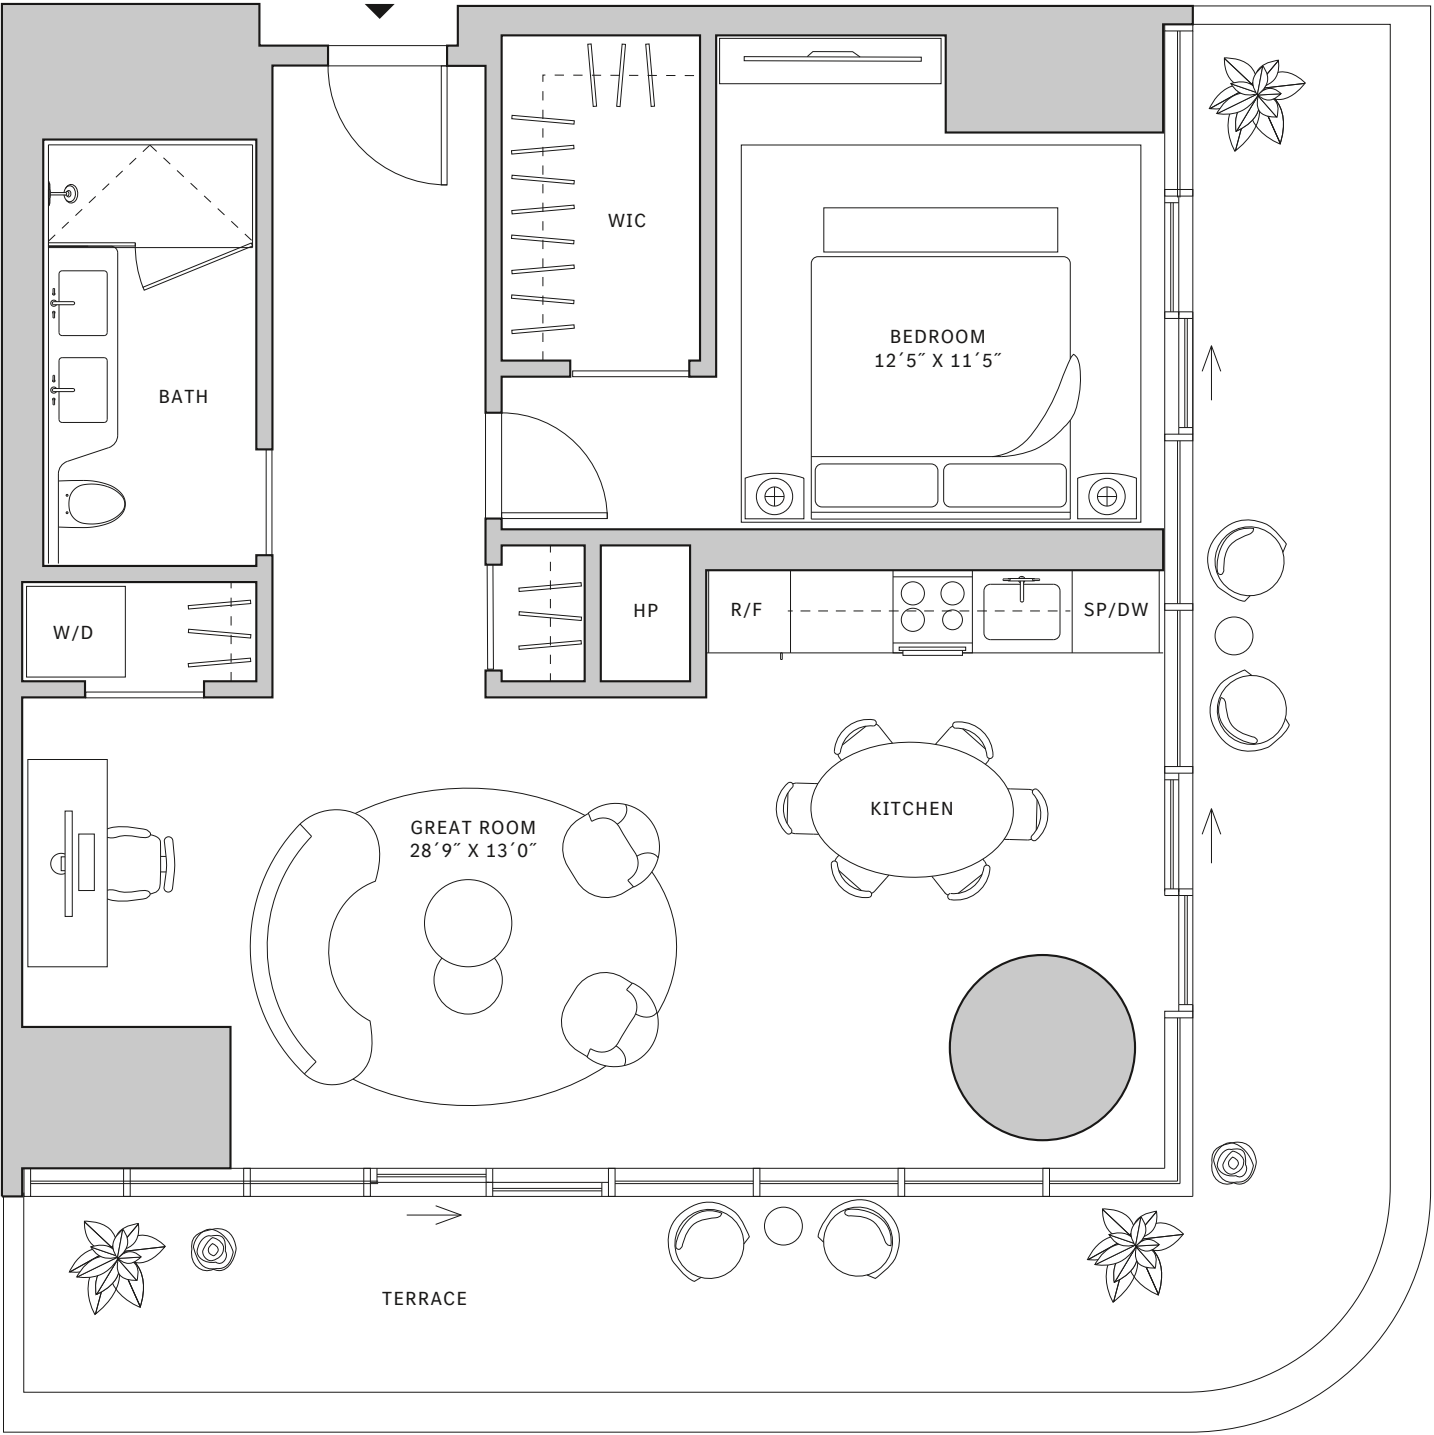 WIC
BEDROOM
12´5˝ X 11´5˝
BATH
W/D
HP
R/F
SP/DW
KITCHEN
GREAT ROOM
28´9˝ X 13´0˝
TERRACE